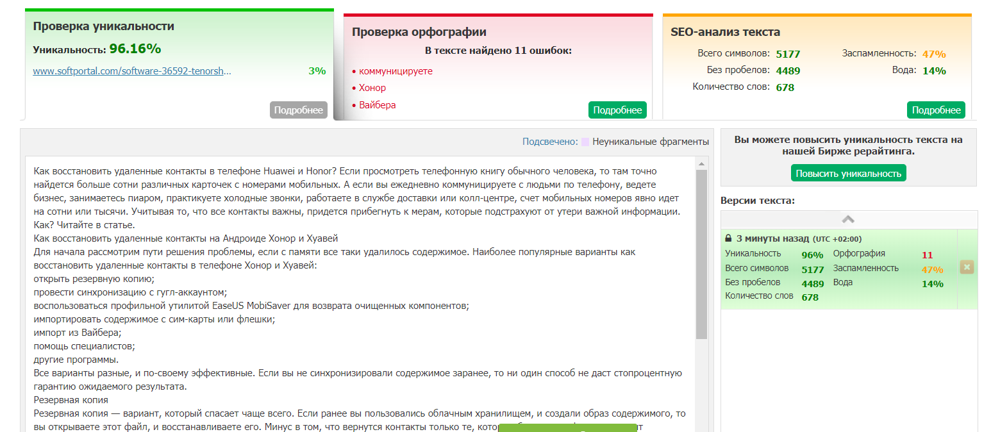 Проверка уникальности
Уникальность: 96.16%
www.softportal.com/software-36592-tenorsh... 3%
Подробнее
Проверка орфографии
В тексте найдено 11 ошибок:
• коммуницируете
• Хонор
• Вайбера
Подробнее
SEO-анализ текста
Всего символов: 5177 Заспамленность: 47%
Без пробелов: 4489 Вода: 14%
Количество слов: 678
Подробнее
Подсвечено: Неуникальные фрагменты
Как восстановить удаленные контакты в телефоне Huawei и Honor? Если просмотреть телефонную книгу обычного человека, то там точно
найдется больше сотни различных карточек с номерами мобильных. А если вы ежедневно коммуницируете с людьми по телефону, ведете
бизнес, занимаетесь пиаром, практикуете холодные звонки, работаете в службе доставки или колл-центре, счет мобильных номеров явно идет
на сотни или тысячи. Учитывая то, что все контакты важны, придется прибегнуть к мерам, которые подстрахуют от утери важной информации.
Как? Читайте в статье.
Как восстановить удаленные контакты на Андроиде Хонор и Хуавей
Для начала рассмотрим пути решения проблемы, если с памяти все таки удалилось содержимое. Наиболее популярные варианты как
восстановить удаленные контакты в телефоне Хонор и Хуавей:
открыть резервную копию;
провести синхронизацию с гугл-аккаунтом;
воспользоваться профильной утилитой EaseUS MobiSaver для возврата очищенных компонентов;
импортировать содержимое с сим-карты или флешки;
импорт из Вайбера;
помощь специалистов;
другие программы.
Все варианты разные, и по-своему эффективные. Если вы не синхронизировали содержимое заранее, то ни один способ не даст стопроцентную
гарантию ожидаемого результата.
Резервная копия
Резервная копия — вариант, который спасает чаще всего. Если ранее вы пользовались облачным хранилищем, и создали образ содержимого, то
вы открываете этот файл, и восстанавливаете его. Минус в том, что вернутся контакты только те,
Вы можете повысить уникальность текста на
нашей Бирже рерайтинга.
Повысить уникальность
Версии текста:
3 минуты назад (UTC +02:00)
Уникальность 96% Орфография 11
Всего символов 5177 Заспамленность 47%
Без пробелов 4489 Вода 14%
Количество слов 678